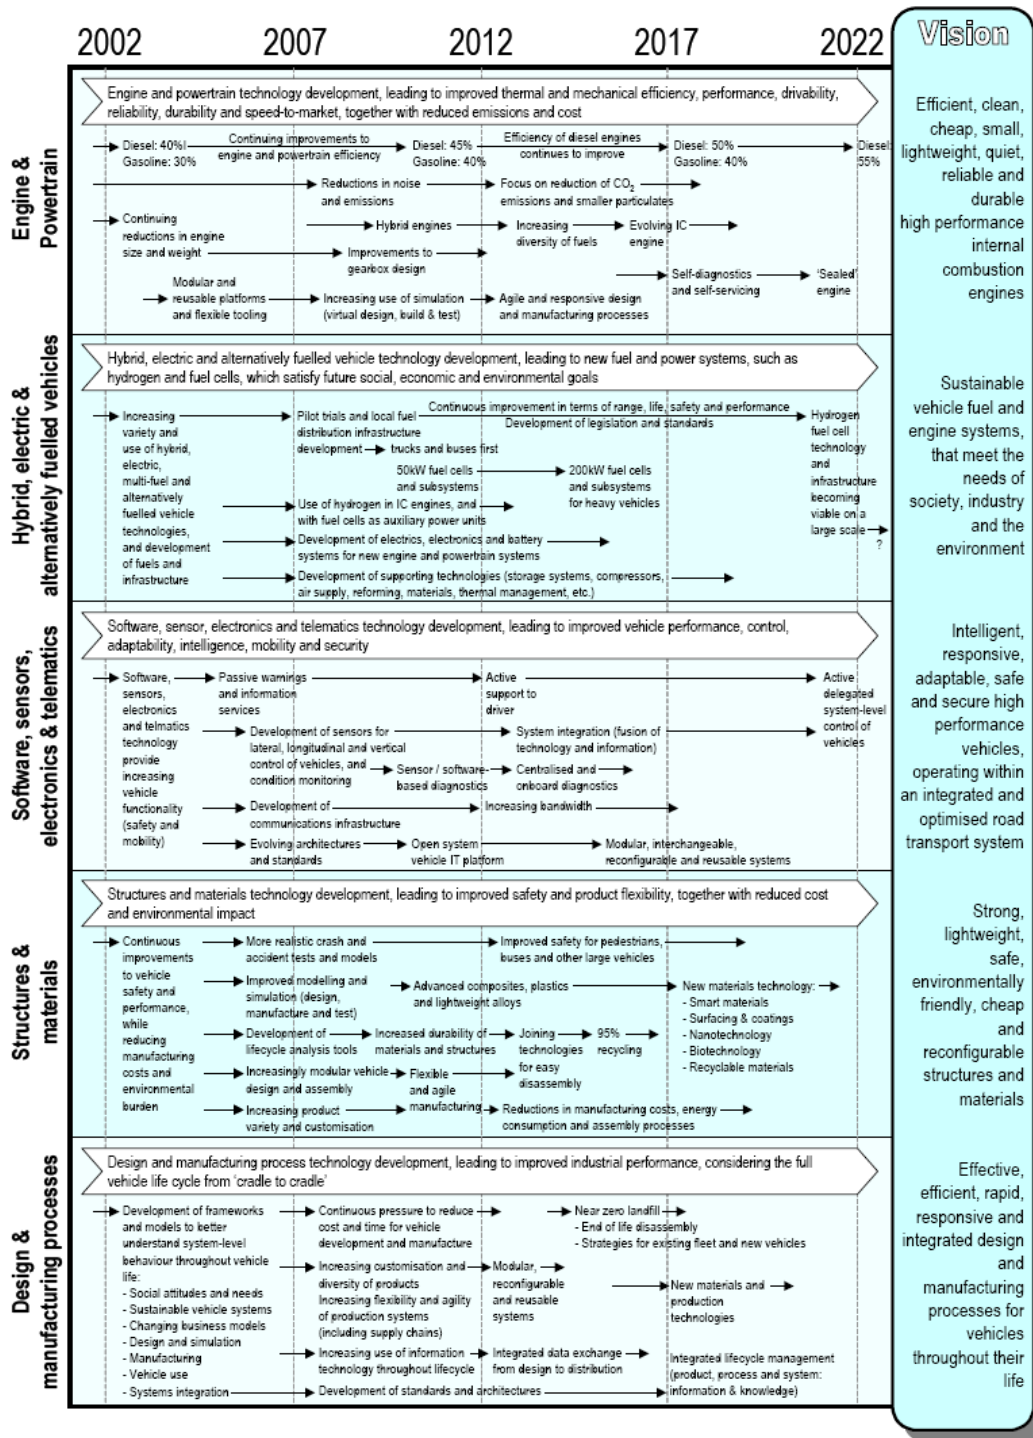 2002 2007 2012 2017 2022
Vision
Engine &
Powertrain
Engine and powertrain technology development, leading to improved thermal and mechanical efficiency, performance, drivability,
reliability, durability and speed-to-market, together with reduced emissions and cost
Diesel: 40%
Gasoline: 30%
Continuing improvements to
engine and powertrain efficiency
Diesel: 45%
Gasoline: 40%
Efficiency of diesel engines
continues to improve
Diesel: 50%
Gasoline: 40%
Diesel:
55%
Reductions in noise
and emissions
Focus on reduction of CO2
emissions and smaller particulates
Continuing
reductions in engine
size and weight
Hybrid engines
Increasing
diversity of fuels
Evolving IC
engine
Improvements to
gearbox design
Self-diagnostics
and self-servicing
'Sealed'
engine
Modular and
reusable platforms
and flexible tooling
Increasing use of simulation
(virtual design, build & test)
Agile and responsive design
and manufacturing processes
Efficient, clean,
cheap, small,
lightweight, quiet,
reliable and
durable
high performance
internal
combustion
engines
Hybrid, electric &
alternatively fuelled vehicles
Hybrid, electric and alternatively fuelled vehicle technology development, leading to new fuel and power systems, such as
hydrogen and fuel cells, which satisfy future social, economic and environmental goals
Increasing
variety and
use of hybrid,
electric,
multi-fuel and
alternatively
fuelled vehicle
technologies,
and development
of fuels and
infrastructure
Pilot trials and local fuel
distribution infrastructure
development
trucks and buses first
Continuous improvement in terms of range, life, safety and performance
Development of legislation and standards
Hydrogen
fuel cell
technology
and
infrastructure
becoming
viable on a
large scale
?
50kW fuel cells
and subsystems
200kW fuel cells
and subsystems
for heavy vehicles
Use of hydrogen in IC engines, and
with fuel cells as auxiliary power units
Development of electrics, electronics and battery
systems for new engine and powertrain systems
Development of supporting technologies (storage systems, compressors,
air supply, reforming, materials, thermal management, etc.)
Sustainable
vehicle fuel and
engine systems,
that meet the
needs of
society, industry
and the
environment
Software, sensors,
electronics & telematics
Software, sensor, electronics and telematics technology development, leading to improved vehicle performance, control,
adaptability, intelligence, mobility and security
Software,
sensors,
electronics
and telmatics
technology
provide
increasing
vehicle
functionality
(safety and
mobility)
Passive warnings
and information
services
Active
support to
driver
Active
delegated
system-level
control of
vehicles
Development of sensors for
lateral, longitudinal and vertical
control of vehicles, and
condition monitoring
System integration (fusion of
technology and information)
Sensor / software-
based diagnostics
Centralised and
onboard diagnostics
Development of
communications infrastructure
Increasing bandwidth
Evolving architectures
and standards
Open system
vehicle IT platform
Modular, interchangeable,
reconfigurable and reusable systems
Intelligent,
responsive,
adaptable, safe
and secure high
performance
vehicles,
operating within
an integrated and
optimised road
transport system
Structures &
materials
Structures and materials technology development, leading to improved safety and product flexibility, together with reduced cost
and environmental impact
Continuous
improvements
to vehicle
safety and
performance,
while
reducing
manufacturing
costs and
environmental
burden
More realistic crash and
accident tests and models
Improved safety for pedestrians,
buses and other large vehicles
Improved modelling and
simulation (design,
manufacture and test)
Advanced composites, plastics
and lightweight alloys
New materials technology:
- Smart materials
- Surfacing & coatings
- Nanotechnology
- Biotechnology
- Recyclable materials
Development of
lifecycle analysis tools
Increased durability of
materials and structures
Joining
technologies
for easy
disassembly
95%
recycling
Increasingly modular vehicle
design and assembly
Flexible
and agile
manufacturing
Increasing product
variety and customisation
Reductions in manufacturing costs, energy
consumption and assembly processes
Strong,
lightweight,
safe,
environmentally
friendly, cheap
and
reconfigurable
structures and
materials
Design &
manufacturing processes
Design and manufacturing process technology development, leading to improved industrial performance, considering the full
vehicle life cycle from 'cradle to cradle'
Development of frameworks
and models to better
understand system-level
behaviour throughout vehicle
life:
- Social attitudes and needs
- Sustainable vehicle systems
- Changing business models
- Design and simulation
- Manufacturing
- Vehicle use
- Systems integration
Continuous pressure to reduce
cost and time for vehicle
development and manufacture
Near zero landfill
- End of life disassembly
- Strategies for existing fleet and new vehicles
Increasing customisation and
diversity of products
Increasing flexibility and agility
of production systems
(including supply chains)
Modular,
reconfigurable
and reusable
systems
New materials and
production
technologies
Increasing use of information
technology throughout lifecycle
Integrated data exchange
from design to distribution
Integrated lifecycle management
(product, process and system:
information & knowledge)
Development of standards and architectures
Effective,
efficient, rapid,
responsive and
integrated design
and
manufacturing
processes for
vehicles
throughout their
life